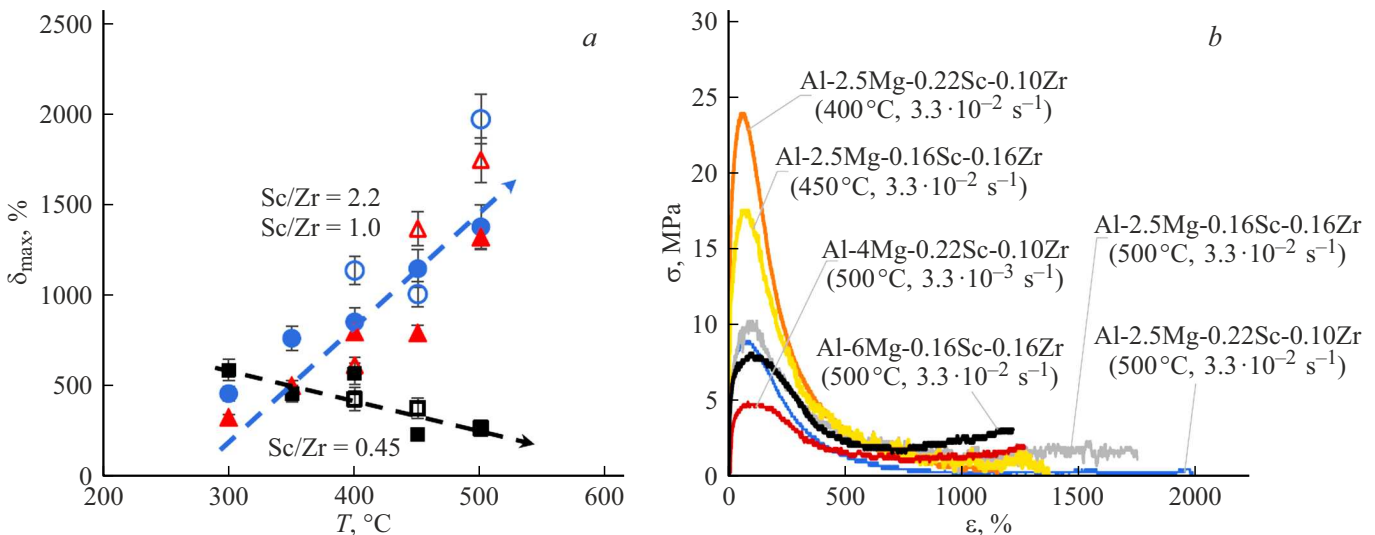 2500
2000
1500
1000
500
0
200
300
400
500
600
δmax, %
T, °C
a
Sc/Zr = 2.2
Sc/Zr = 1.0
Sc/Zr = 0.45
30
25
20
15
10
5
0
0
500
1000
1500
2000
σ, MPa
ε, %
b
Al-2.5Mg-0.22Sc-0.10Zr
(400°C, 3.3·10⁻² s⁻¹)
Al-2.5Mg-0.16Sc-0.16Zr
(450°C, 3.3·10⁻² s⁻¹)
Al-4Mg-0.22Sc-0.10Zr
(500°C, 3.3·10⁻³ s⁻¹)
Al-6Mg-0.16Sc-0.16Zr
(500°C, 3.3·10⁻² s⁻¹)
Al-2.5Mg-0.16Sc-0.16Zr
(500°C, 3.3·10⁻² s⁻¹)
Al-2.5Mg-0.22Sc-0.10Zr
(500°C, 3.3·10⁻² s⁻¹)